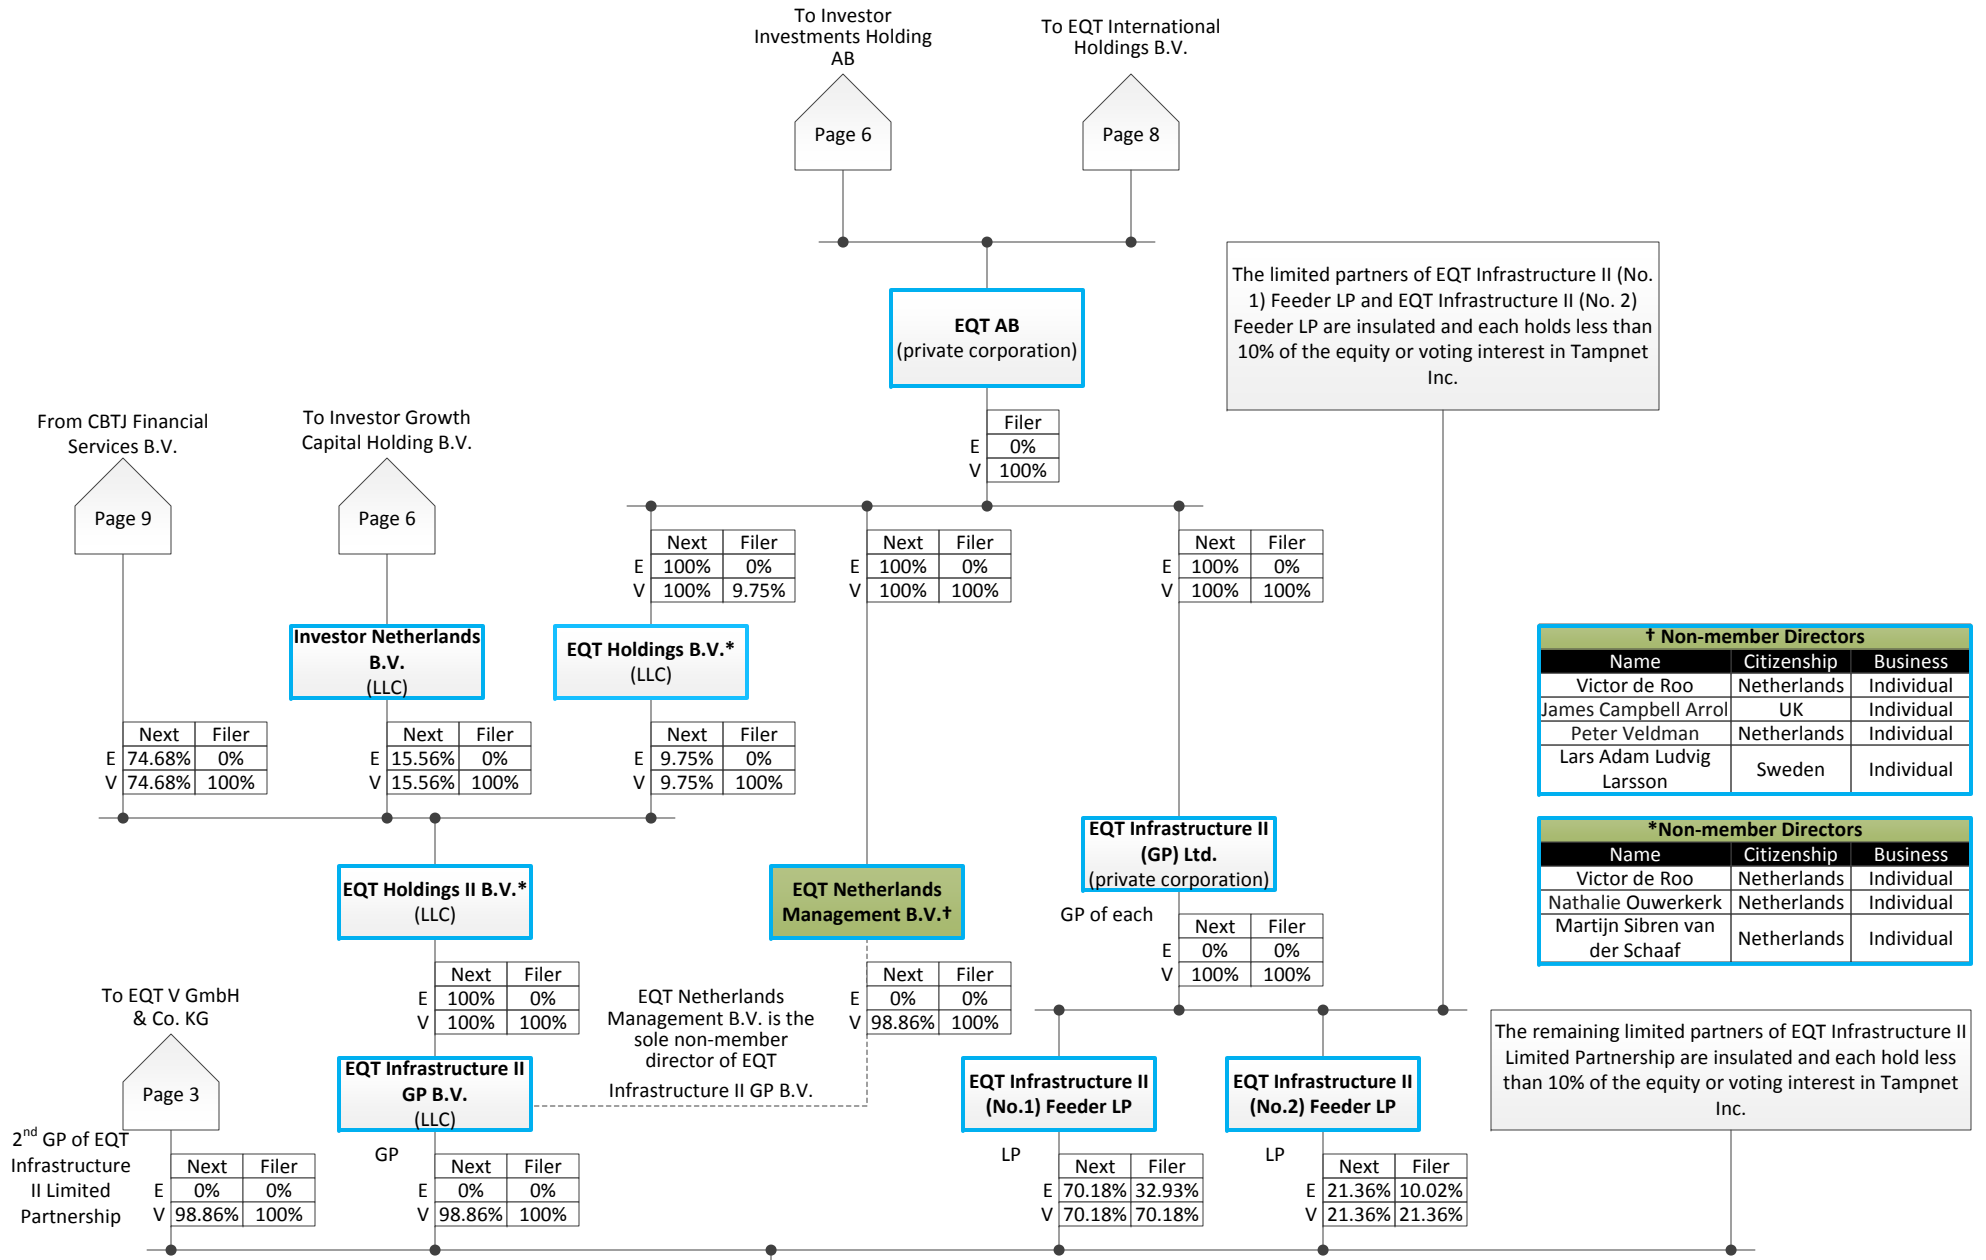 To Investor
Investments Holding
AB
Page 6
To EQT International
Holdings B.V.
Page 8
EQT AB
(private corporation)
The limited partners of EQT Infrastructure II (No.
1) Feeder LP and EQT Infrastructure II (No. 2)
Feeder LP are insulated and each holds less than
10% of the equity or voting interest in Tampnet
Inc.
Filer
E 0%
V 100%
From CBTJ Financial
Services B.V.
Page 9
To Investor Growth
Capital Holding B.V.
Page 6
Next Filer
E 100% 0%
V 100% 9.75%
Next Filer
E 100% 0%
V 100% 100%
Next Filer
E 100% 0%
V 100% 100%
Investor Netherlands
B.V.
(LLC)
EQT Holdings B.V.*
(LLC)
† Non-member Directors
Name Citizenship Business
Victor de Roo Netherlands Individual
James Campbell Arrol UK Individual
Peter Veldman Netherlands Individual
Lars Adam Ludvig
Larsson Sweden Individual
Next Filer
E 74.68% 0%
V 74.68% 100%
Next Filer
E 15.56% 0%
V 15.56% 100%
Next Filer
E 9.75% 0%
V 9.75% 100%
EQT Infrastructure II
(GP) Ltd.
(private corporation)
*Non-member Directors
Name Citizenship Business
Victor de Roo Netherlands Individual
Nathalie Ouwerkerk Netherlands Individual
Martijn Sibren van
der Schaaf Netherlands Individual
EQT Holdings II B.V.*
(LLC)
EQT Netherlands
Management B.V.†
GP of each
Next Filer
E 0% 0%
V 100% 100%
Next Filer
E 100% 0%
V 100% 100%
EQT Netherlands
Management B.V. is the
sole non-member
director of EQT
Infrastructure II GP B.V.
Next Filer
E 0% 0%
V 98.86% 100%
To EQT V GmbH
& Co. KG
Page 3
EQT Infrastructure II
GP B.V.
(LLC)
EQT Infrastructure II
(No.1) Feeder LP
EQT Infrastructure II
(No.2) Feeder LP
The remaining limited partners of EQT Infrastructure II
Limited Partnership are insulated and each hold less
than 10% of the equity or voting interest in Tampnet
Inc.
2nd GP of EQT
Infrastructure
II Limited
Partnership
Next Filer
E 0% 0%
V 98.86% 100%
GP
Next Filer
E 0% 0%
V 98.86% 100%
LP
Next Filer
E 70.18% 32.93%
V 70.18% 70.18%
LP
Next Filer
E 21.36% 10.02%
V 21.36% 21.36%